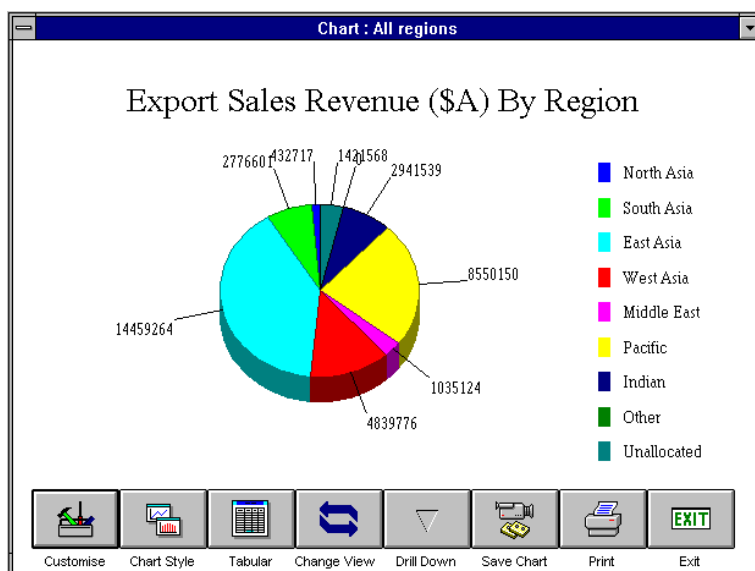 Chart : All regions
Export Sales Revenue ($A) By Region
432717
1421568
0
2776601
2941539
8550150
14459264
1035124
4839776
North Asia
South Asia
East Asia
West Asia
Middle East
Pacific
Indian
Other
Unallocated
EXIT
Customise
Chart Style
Tabular
Change View
Drill Down
Save Chart
Print
Exit